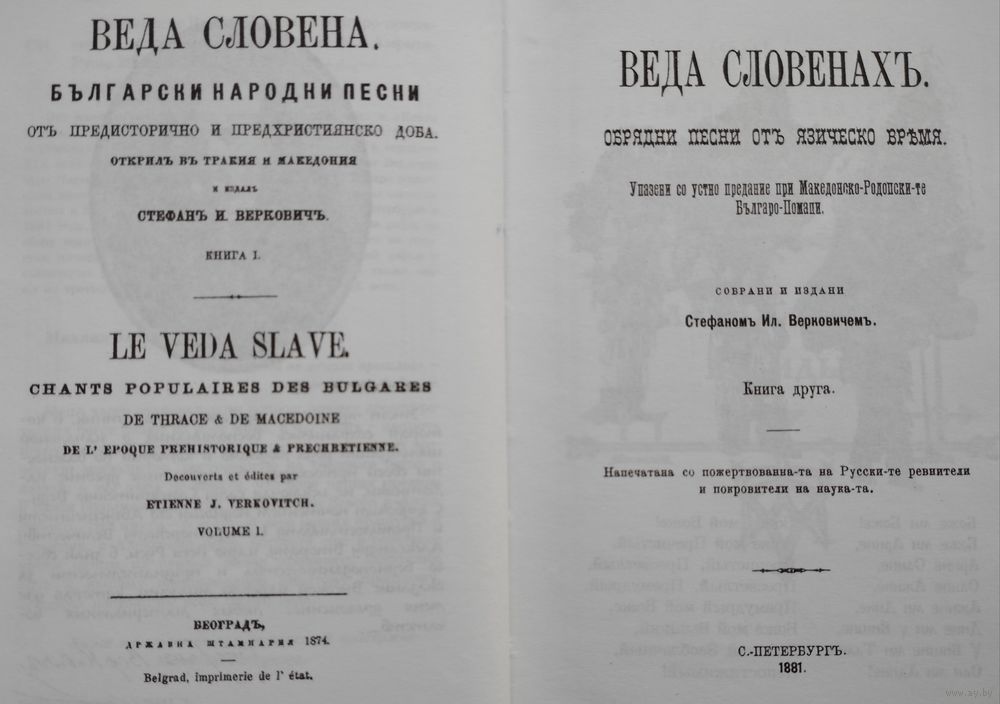 ВЕДА СЛОВЕНА.
БЪЛГАРСКИ НАРОДНИ ПЕСНИ
ОТЪ ПРЕДИСТОРИЧНО И ПРЕДХРИСТИЯНСКО ДОБА.
ОТКРИЛЪ ВЪ ТРАКИЯ И МАКЕДОНИЯ
И ИЗДАЛЪ
СТЕФАНЪ И. ВЕРКОВИЧЪ.
КНИГА I.
LE VEDA SLAVE.
CHANTS POPULAIRES DES BULGARES
DE THRACE & DE MACEDOINE
DE L' EPOQUE PREHISTORIQUE & PRECHRETIENNE.
Decouverts et édités par
ETIENNE J. VERKOVITCH.
VOLUME I.
БЕОГРАДЪ,
ДРЖАВНА ШТАМПАРИЯ 1874.
Belgrad, imprimerie de l' état.
ВЕДА СЛОВЕНАХЪ.
ОБРЯДНИ ПЕСНИ ОТЪ ЯЗИЧЕСКО ВРѢМЯ.
Упазени со устно предание при Македонско-Родопски-те
Българо-Помаци.
СОБРАНИ И ИЗДАНИ
Стефаномъ Ил. Верковичемъ.
Книга друга.
Напечатана со пожертвованна-та на Русски-те ревнители
и покровители на наука-та.
С.-ПЕТЕРБУРГЪ.
1881.
www.ay.by